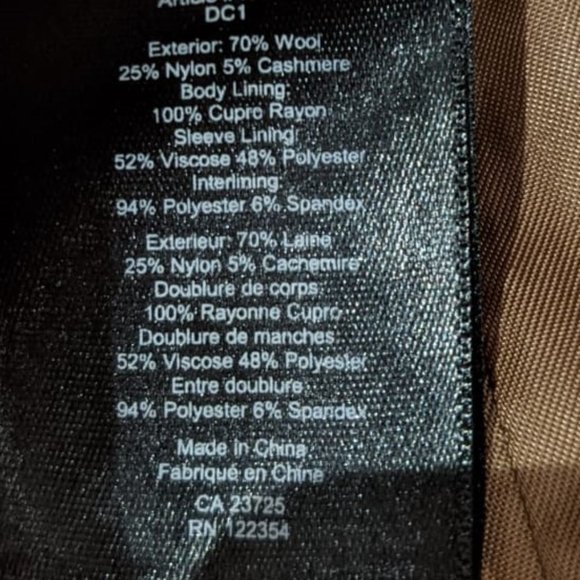 DC1
Exterior: 70% Wool
25% Nylon 5% Cashmere
Body Lining:
100% Cupro Rayon
Sleeve Lining:
52% Viscose 48% Polyester
Interlining:
94% Polyester 6% Spandex
Exterieur: 70% Laine
25% Nylon 5% Cachemire
Doublure de corps:
100% Rayonne Cupro
Doublure de manches:
52% Viscose 48% Polyester
Entre doublure:
94% Polyester 6% Spandex
Made in China
Fabriqué en Chine
CA 23725
RN 122354